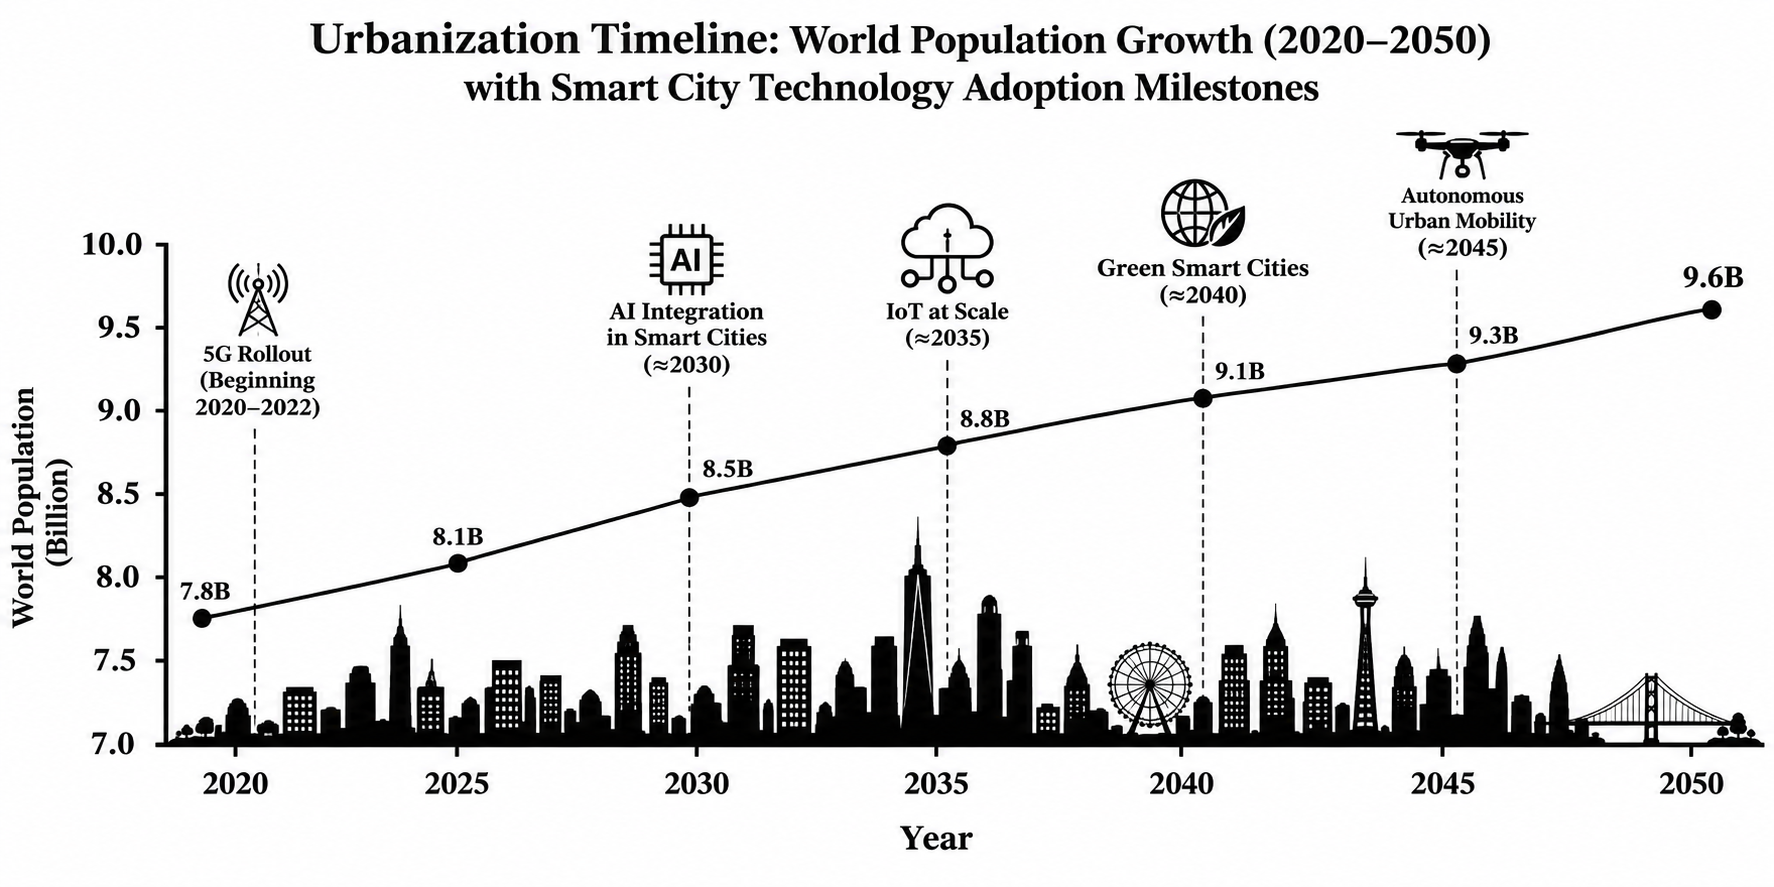 Urbanization Timeline: World Population Growth (2020–2050)
with Smart City Technology Adoption Milestones
Autonomous
Urban Mobility
(≈2045)
Green Smart Cities
(≈2040)
AI
AI Integration
in Smart Cities
(≈2030)
IoT at Scale
(≈2035)
5G Rollout
(Beginning
2020–2022)
World Population
(Billion)
10.0
9.5
9.0
8.5
8.0
7.5
7.0
7.8B
8.1B
8.5B
8.8B
9.1B
9.3B
9.6B
2020
2025
2030
2035
2040
2045
2050
Year